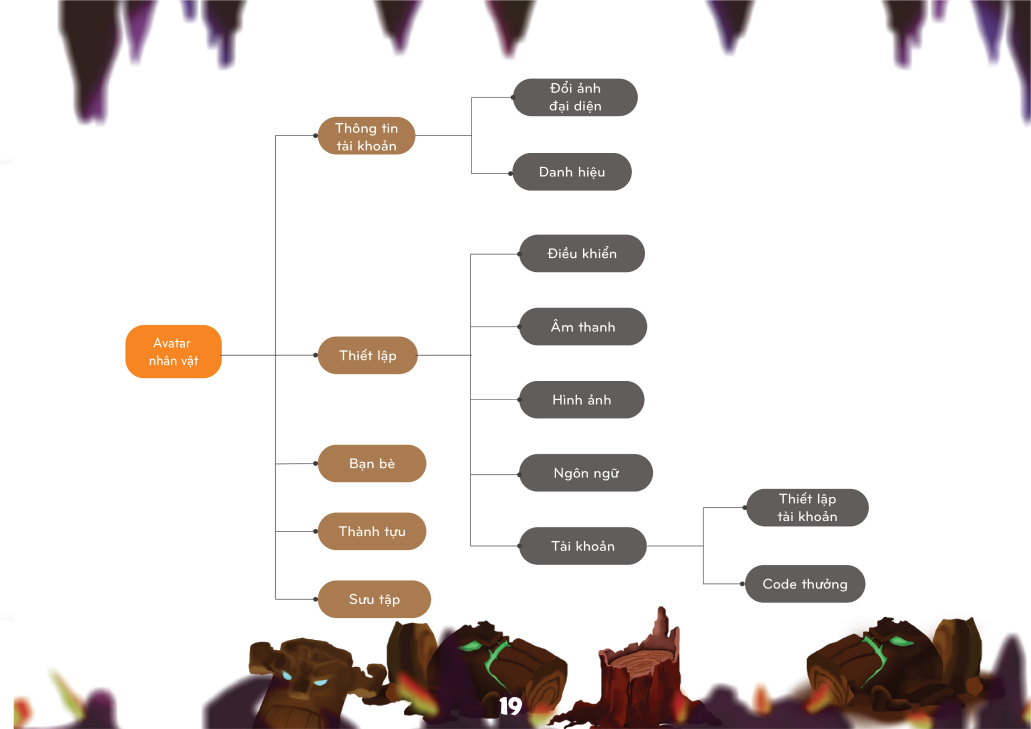 Đổi ảnh
đại diện
Thông tin
tài khoản
Danh hiệu
Điều khiển
Âm thanh
Avatar
nhân vật
Thiết lập
Hình ảnh
Bạn bè
Ngôn ngữ
Thiết lập
tài khoản
Thành tựu
Tài khoản
Code thưởng
Sưu tập
19